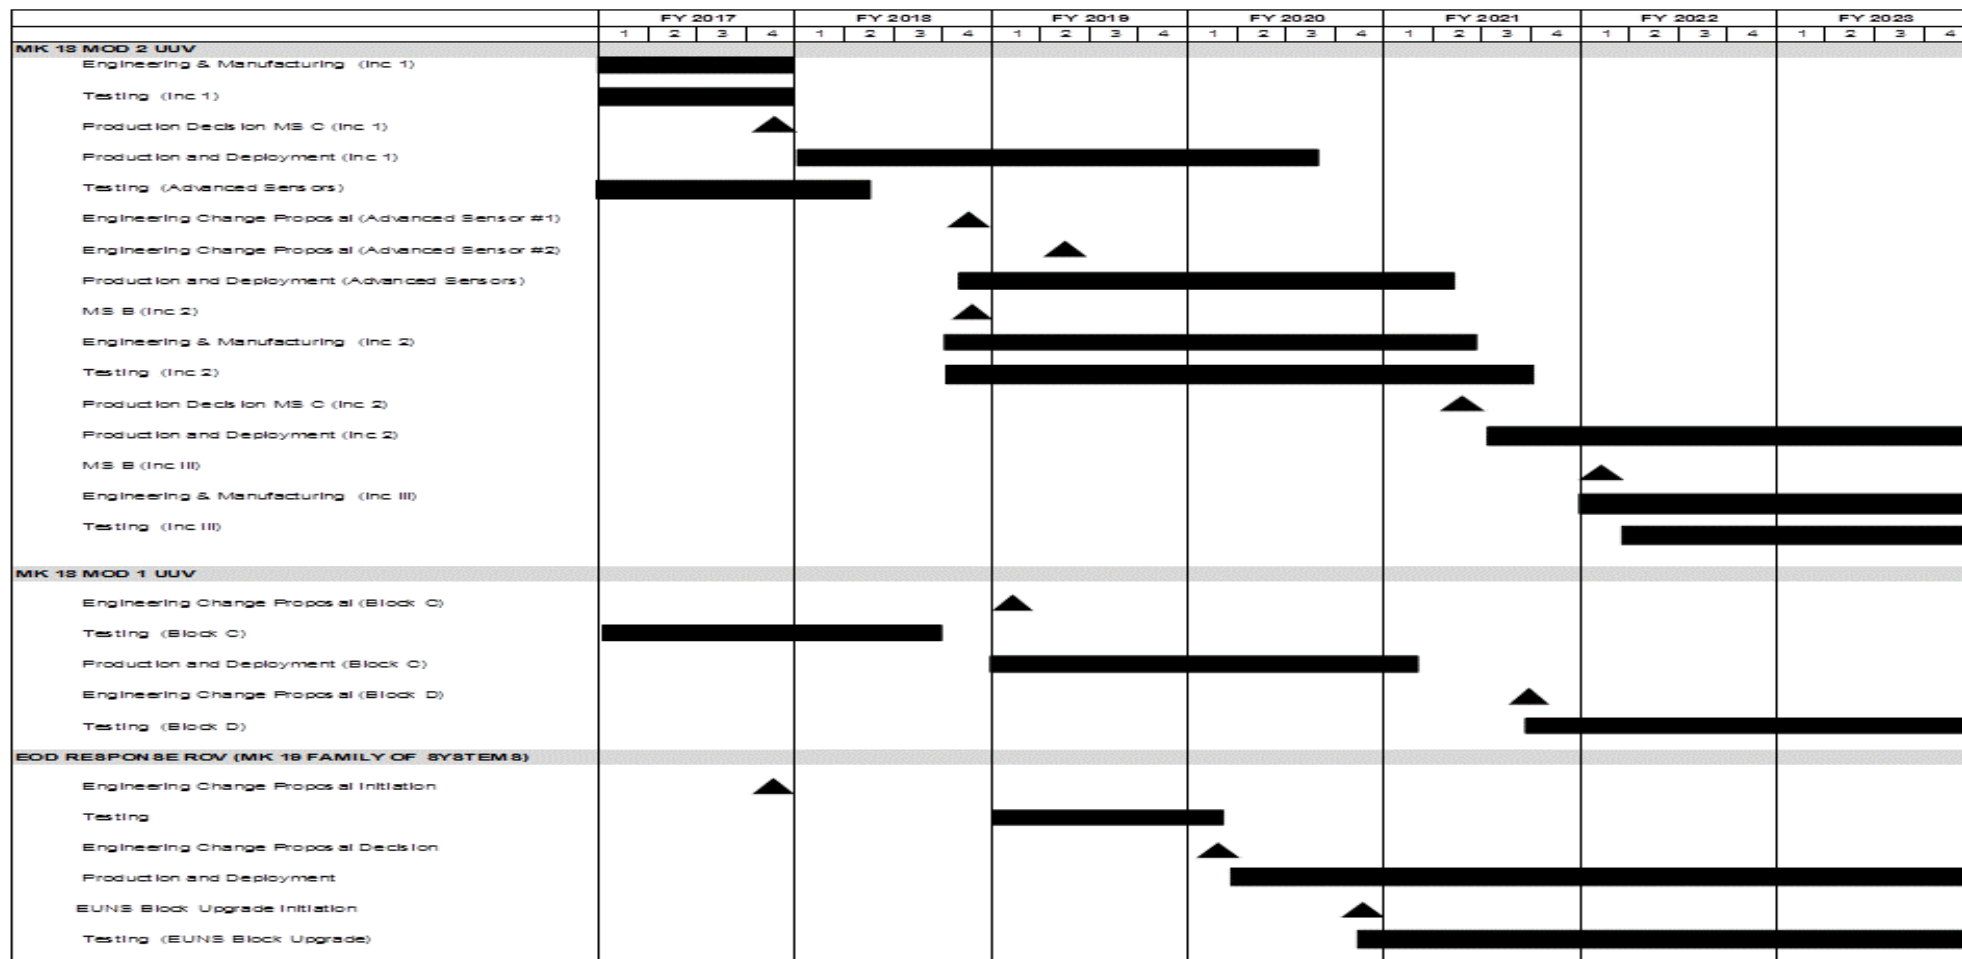 FY 2017 FY 2018 FY 2019 FY 2020 FY 2021 FY 2022 FY 2023
1 2 3 4 1 2 3 4 1 2 3 4 1 2 3 4 1 2 3 4 1 2 3 4 1 2 3 4
MK 18 MOD 2 UUV
Engineering & Manufacturing (Inc 1)
Testing (Inc 1)
Production Decision MS C (Inc 1)
Production and Deployment (Inc 1)
Testing (Advanced Sensors)
Engineering Change Proposal (Advanced Sensor #1)
Engineering Change Proposal (Advanced Sensor #2)
Production and Deployment (Advanced Sensors)
MS B (Inc 2)
Engineering & Manufacturing (Inc 2)
Testing (Inc 2)
Production Decision MS C (Inc 2)
Production and Deployment (Inc 2)
MS B (Inc III)
Engineering & Manufacturing (Inc III)
Testing (Inc III)
MK 18 MOD 1 UUV
Engineering Change Proposal (Block C)
Testing (Block C)
Production and Deployment (Block C)
Engineering Change Proposal (Block D)
Testing (Block D)
EOD RESPONSE ROV (MK 19 FAMILY OF SYSTEMS)
Engineering Change Proposal Initiation
Testing
Engineering Change Proposal Decision
Production and Deployment
EUNS Block Upgrade Initiation
Testing (EUNS Block Upgrade)